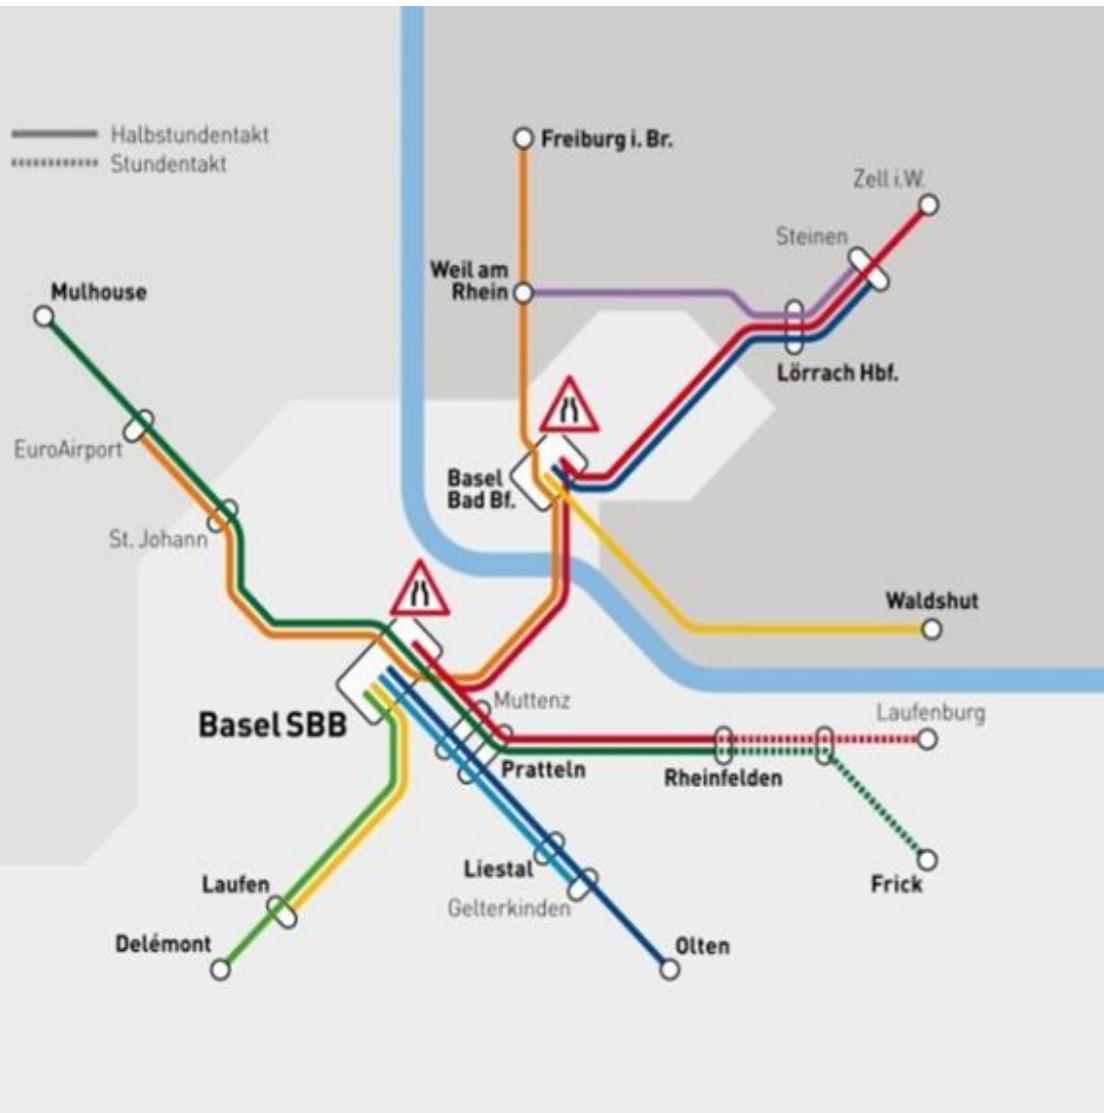 Halbstundentakt
Stundentakt
Freiburg i. Br.
Zell i.W.
Steinen
Weil am
Rhein
Mulhouse
Lörrach Hbf.
EuroAirport
Basel
Bad Bf.
St. Johann
Waldshut
Muttenz
Laufenburg
Basel SBB
Pratteln
Rheinfelden
Liestal
Frick
Laufen
Gelterkinden
Delémont
Olten